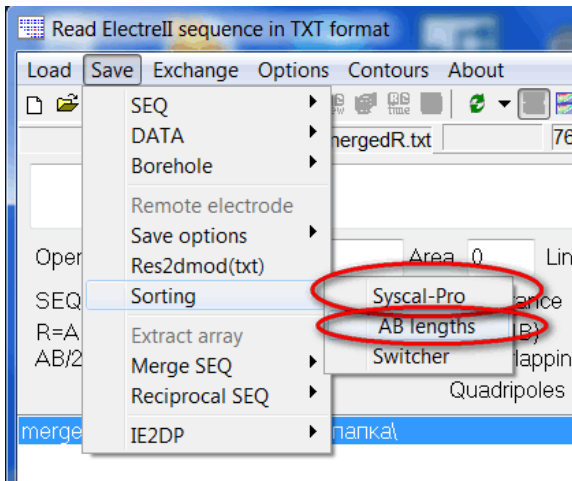 Read ElectreII sequence in TXT format
Load Save Exchange Options Contours About
time
mergedR.txt 76
SEQ
DATA
Borehole
Remote electrode
Save options
Res2dmod(txt)
Sorting
Extract array
Merge SEQ
Reciprocal SEQ
IE2DP
Syscal-Pro
AB lengths
Switcher
Oper Area 0 Lin
SEQ ance
R=A B)
AB/2 lappin
Quadripoles
merge папка\